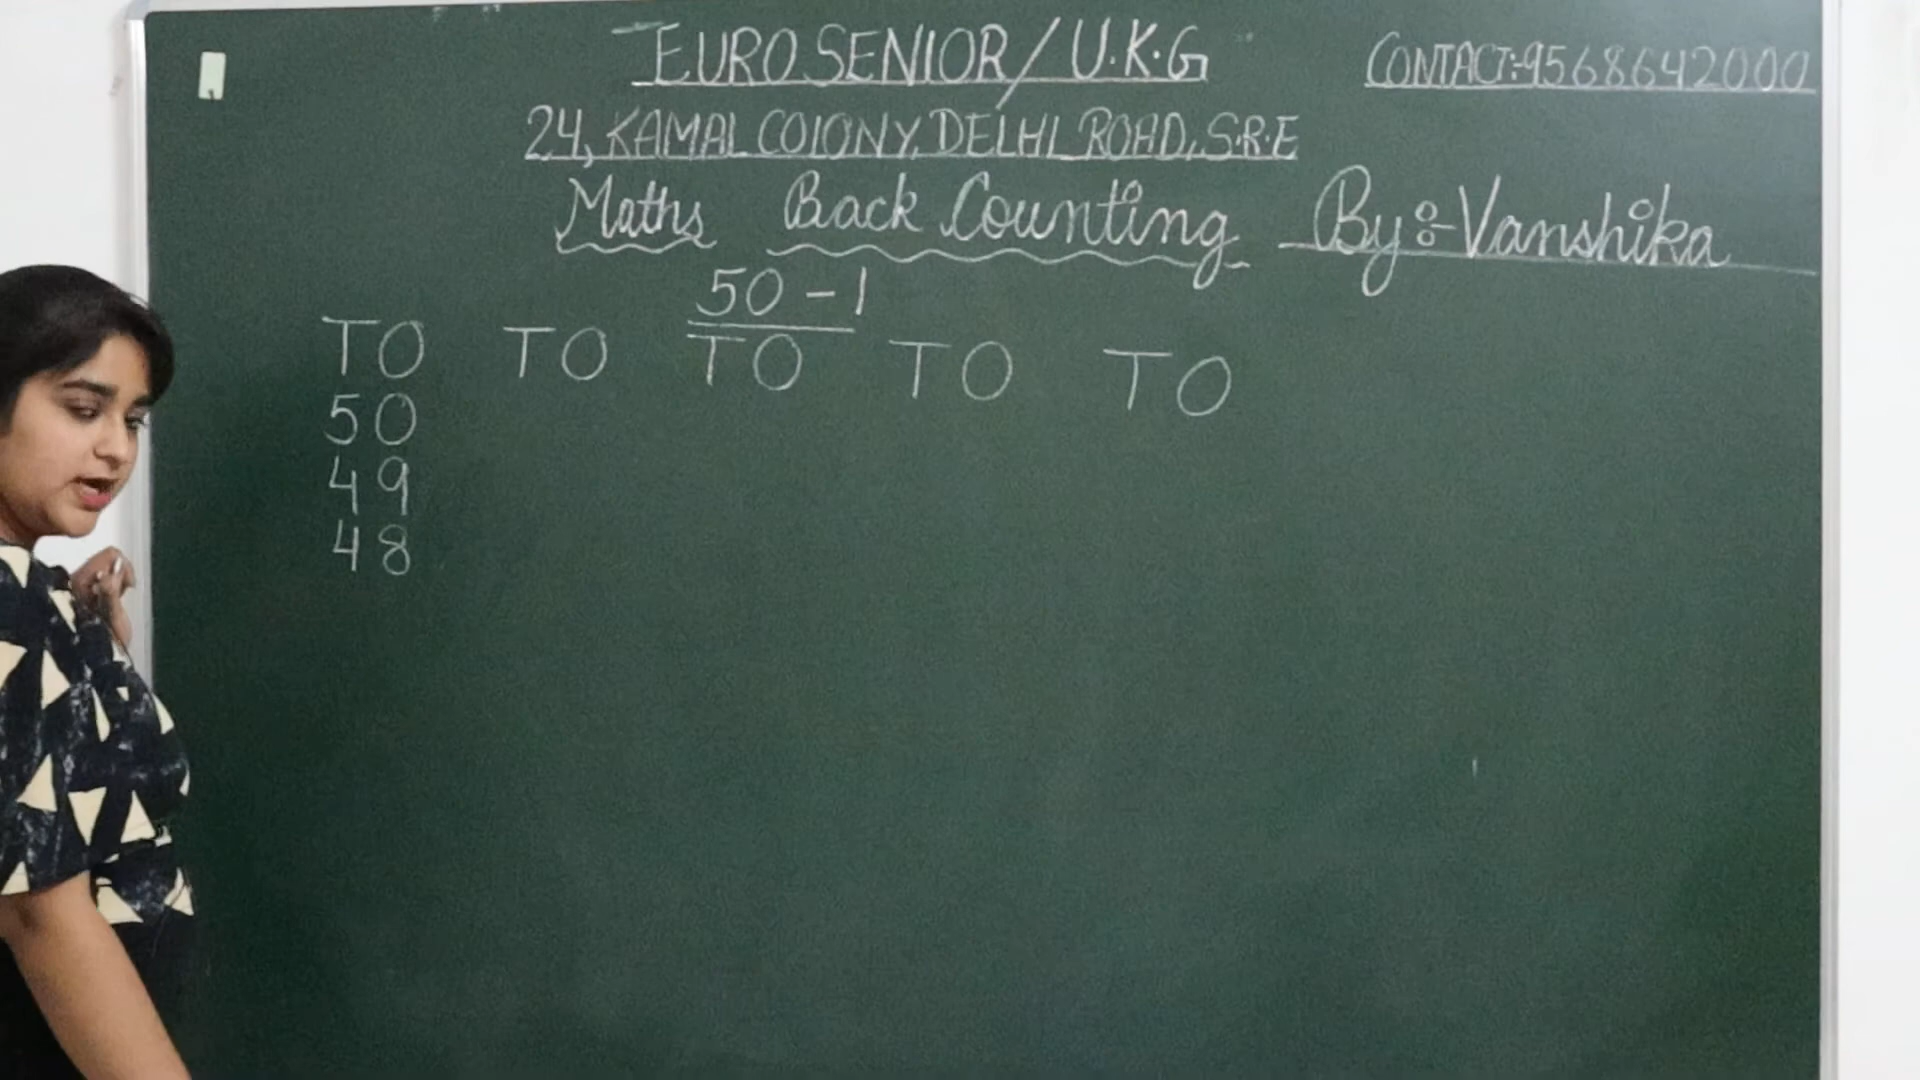 EURO SENIOR/U.K.G CONTACT:-9568642000
24, KAMAL COLONY, DELHI ROAD, S.R.E
Maths Back Counting By:-Vanshika
50-1
TO TO TO TO TO
50
49
48